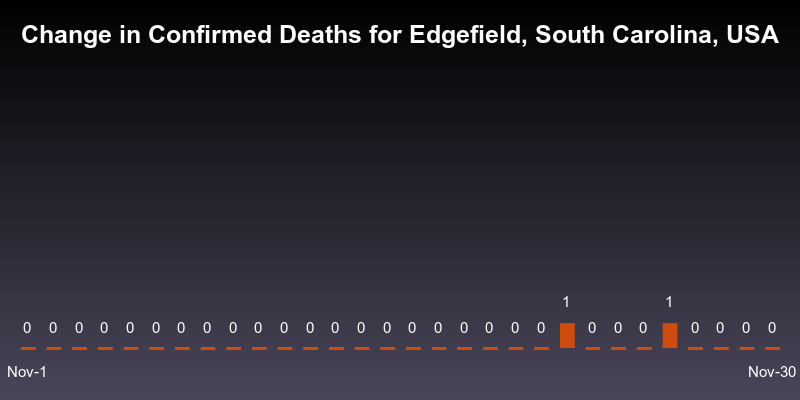 Change in Confirmed Deaths for Edgefield, South Carolina, USA
1 1
0 0 0 0 0 0 0 0 0 0 0 0 0 0 0 0 0 0 0 0 0 0 0 0 0 0 0 0
Nov-1 Nov-30